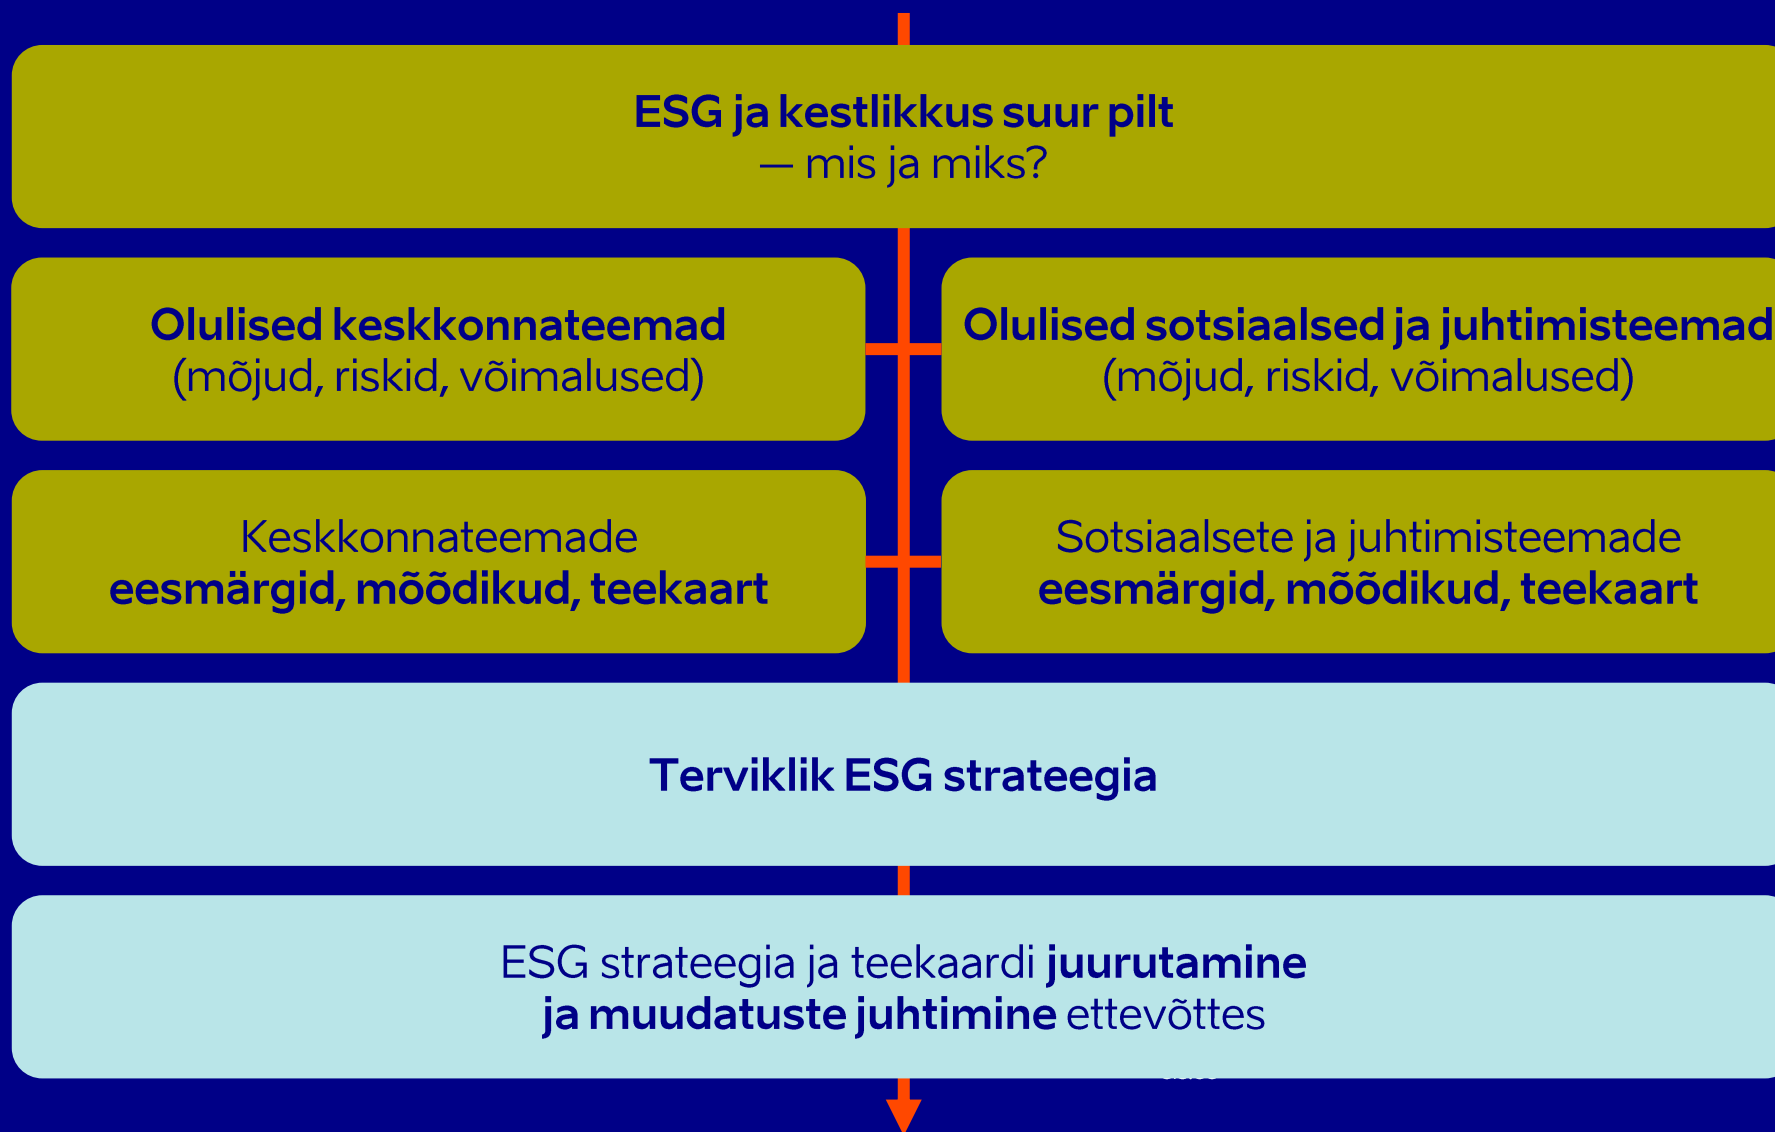 ESG ja kestlikkus suur pilt
— mis ja miks?
Olulised keskkonnateemad
(mõjud, riskid, võimalused)
Olulised sotsiaalsed ja juhtimisteemad
(mõjud, riskid, võimalused)
Keskkonnateemade
eesmärgid, mõõdikud, teekaart
Sotsiaalsete ja juhtimisteemade
eesmärgid, mõõdikud, teekaart
Terviklik ESG strateegia
ESG strateegia ja teekaardi juurutamine
ja muudatuste juhtimine ettevõttes